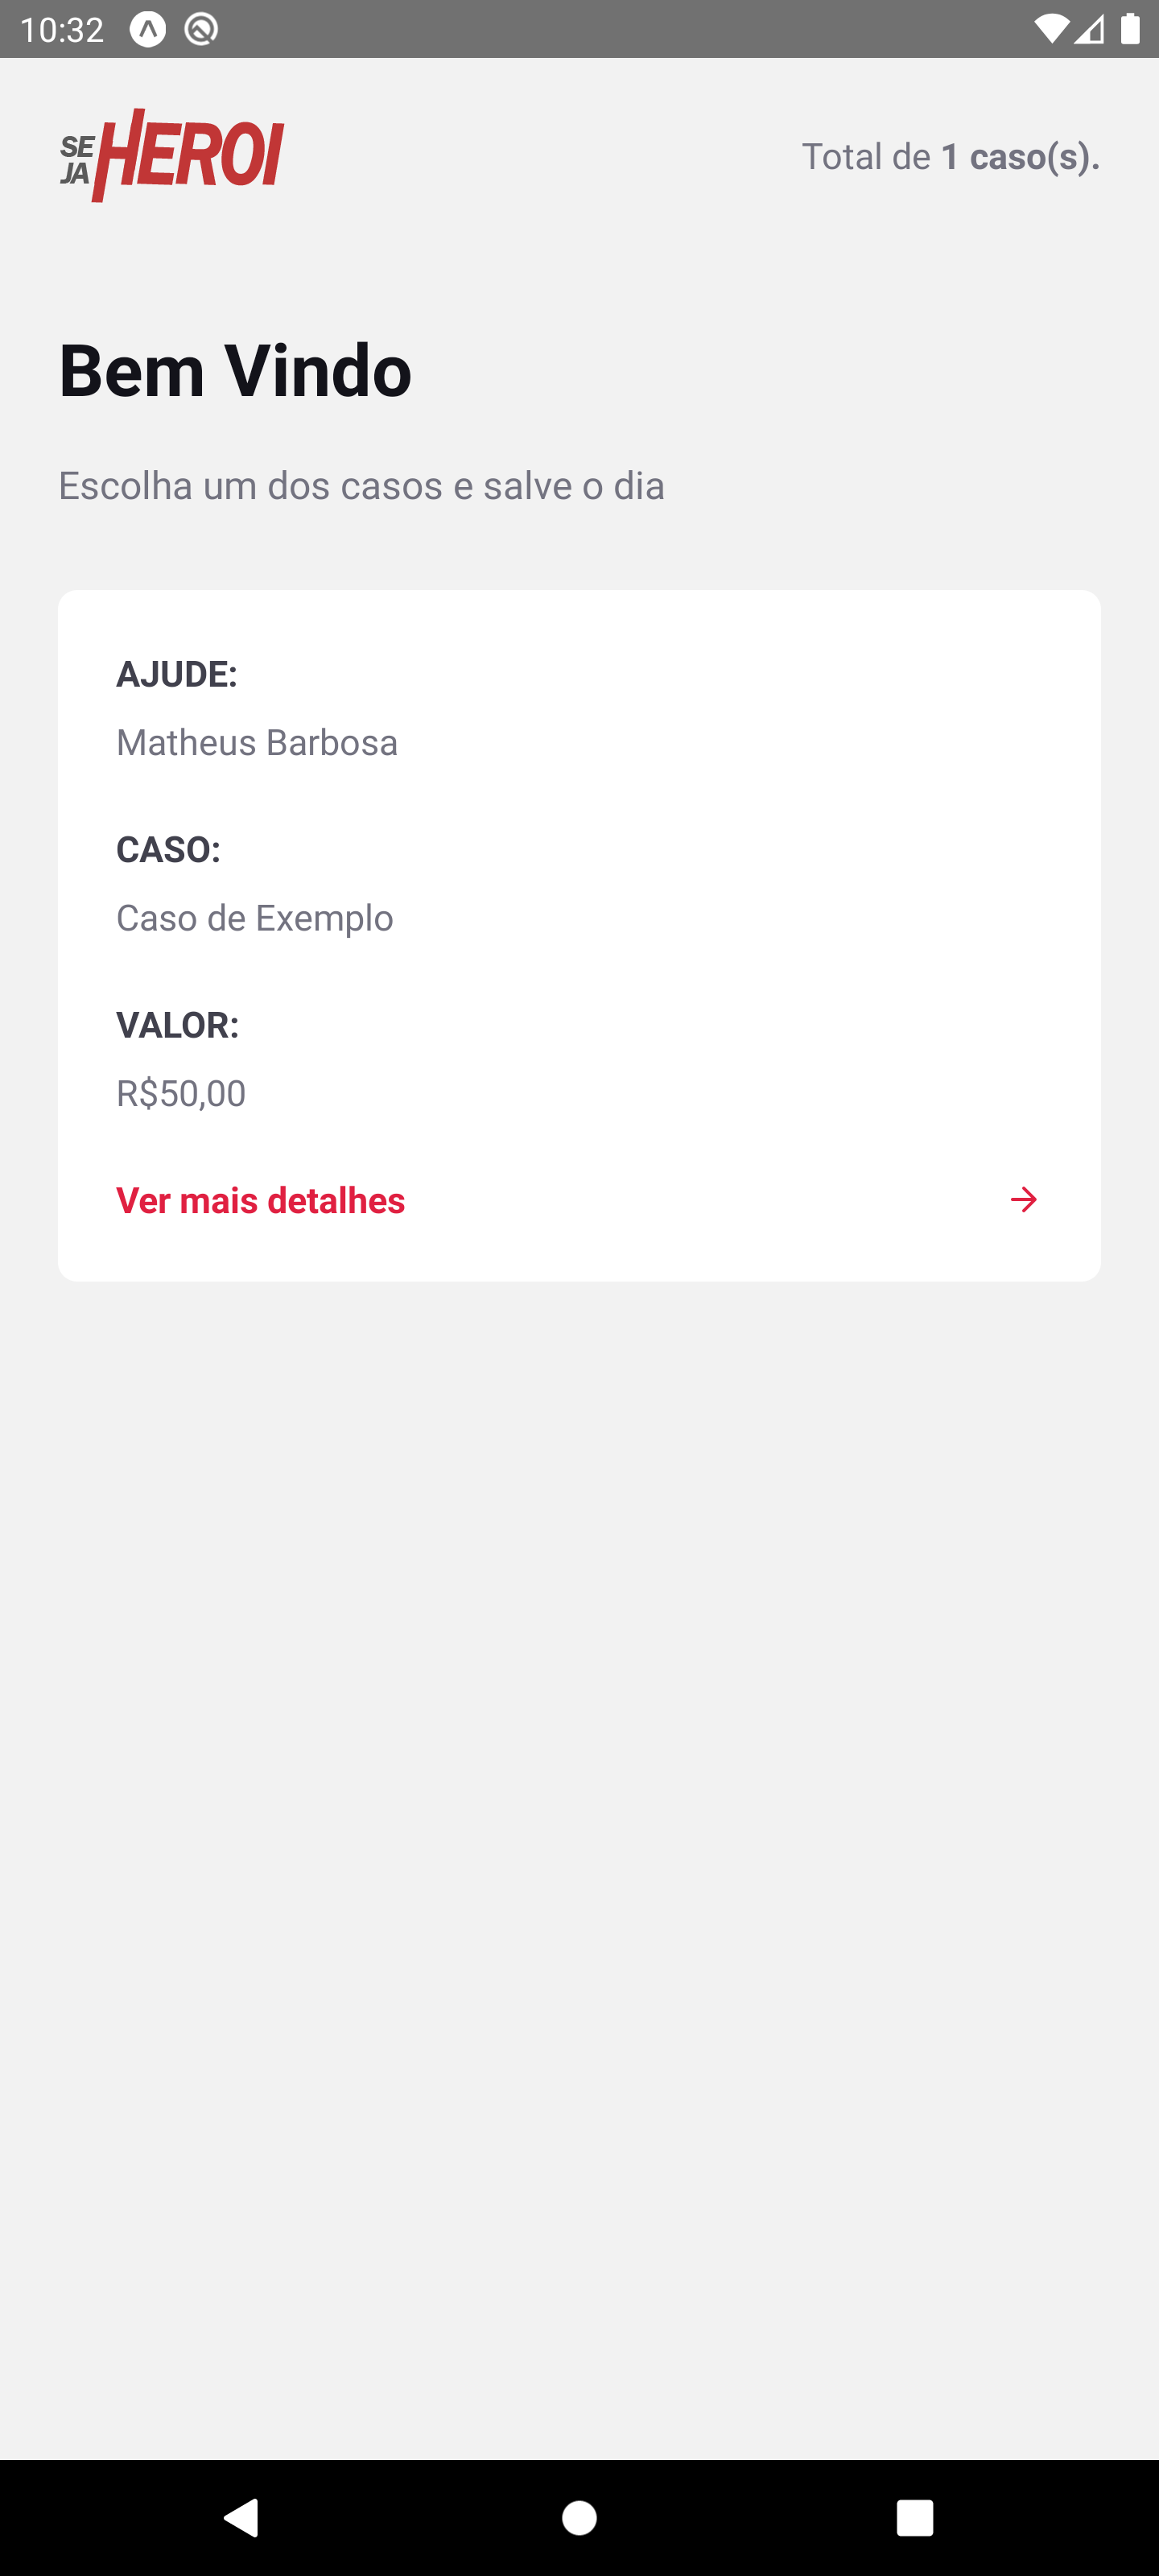 10:32
SE
JA
HEROI
Total de 1 caso(s).
Bem Vindo
Escolha um dos casos e salve o dia
AJUDE:
Matheus Barbosa
CASO:
Caso de Exemplo
VALOR:
R$50,00
Ver mais detalhes